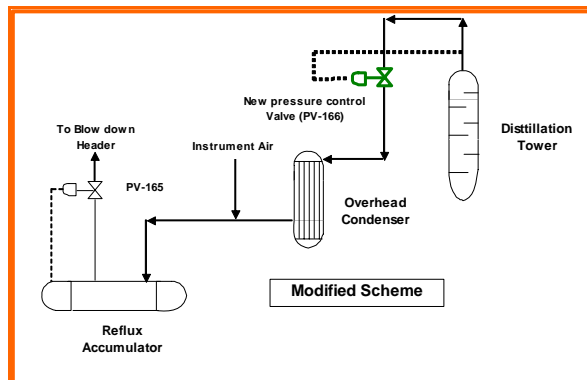 New pressure control
Valve (PV-166)
To Blow down
Header
Instrument Air
Disttillation
Tower
PV-165
Overhead
Condenser
Modified Scheme
Reflux
Accumulator